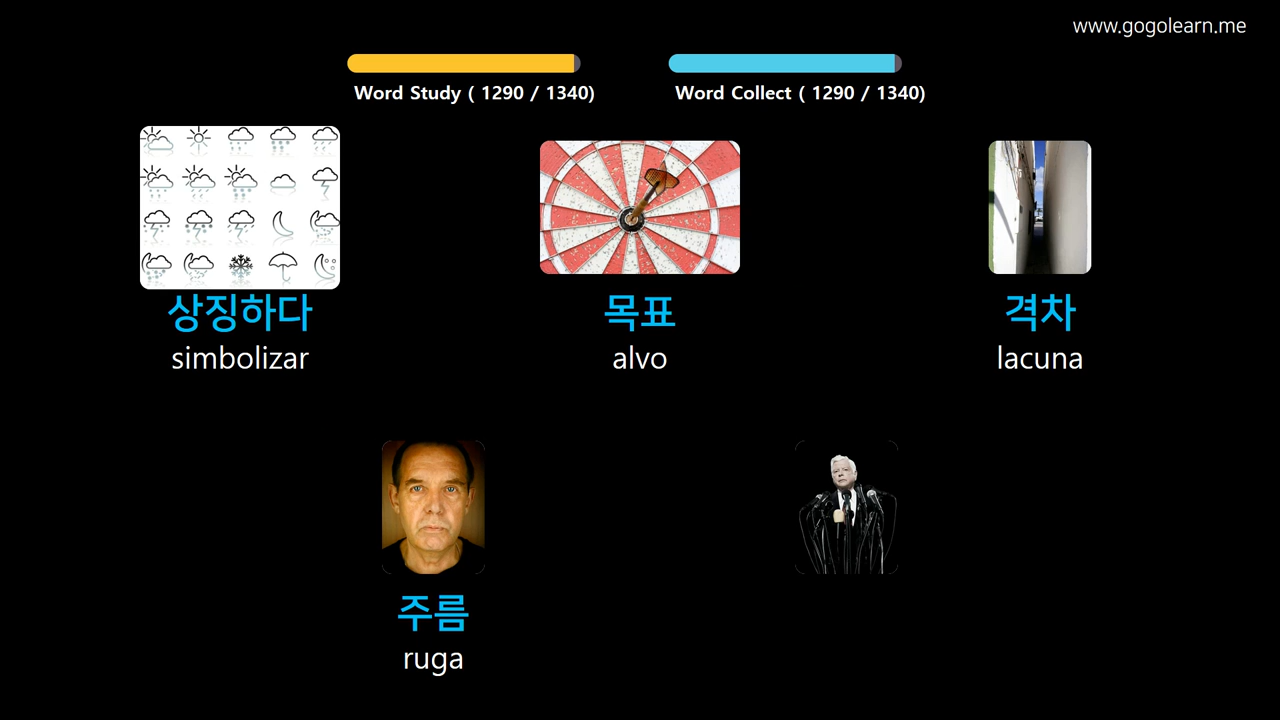 www.gogolearn.me
Word Study ( 1290 / 1340)
Word Collect ( 1290 / 1340)
상징하다
simbolizar
목표
alvo
격차
lacuna
주름
ruga